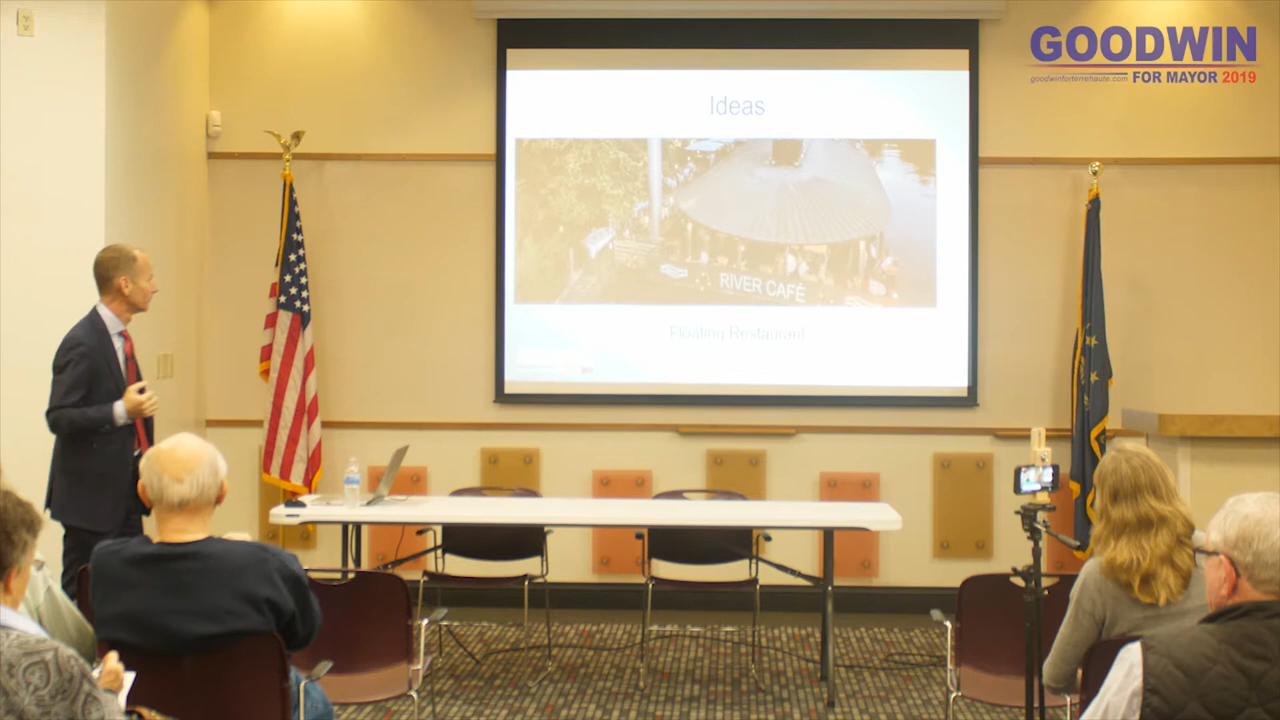 GOODWIN
goodwinforterrehaute.com FOR MAYOR 2019
Ideas
RIVER CAFÉ
Floating Restaurant